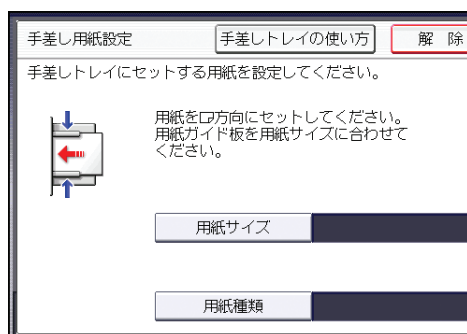 手差し用紙設定 手差しトレイの使い方 解 除
手差しトレイにセットする用紙を設定してください。
用紙を方向にセットしてください。
用紙ガイド板を用紙サイズに合わせて
ください。
用紙サイズ
用紙種類